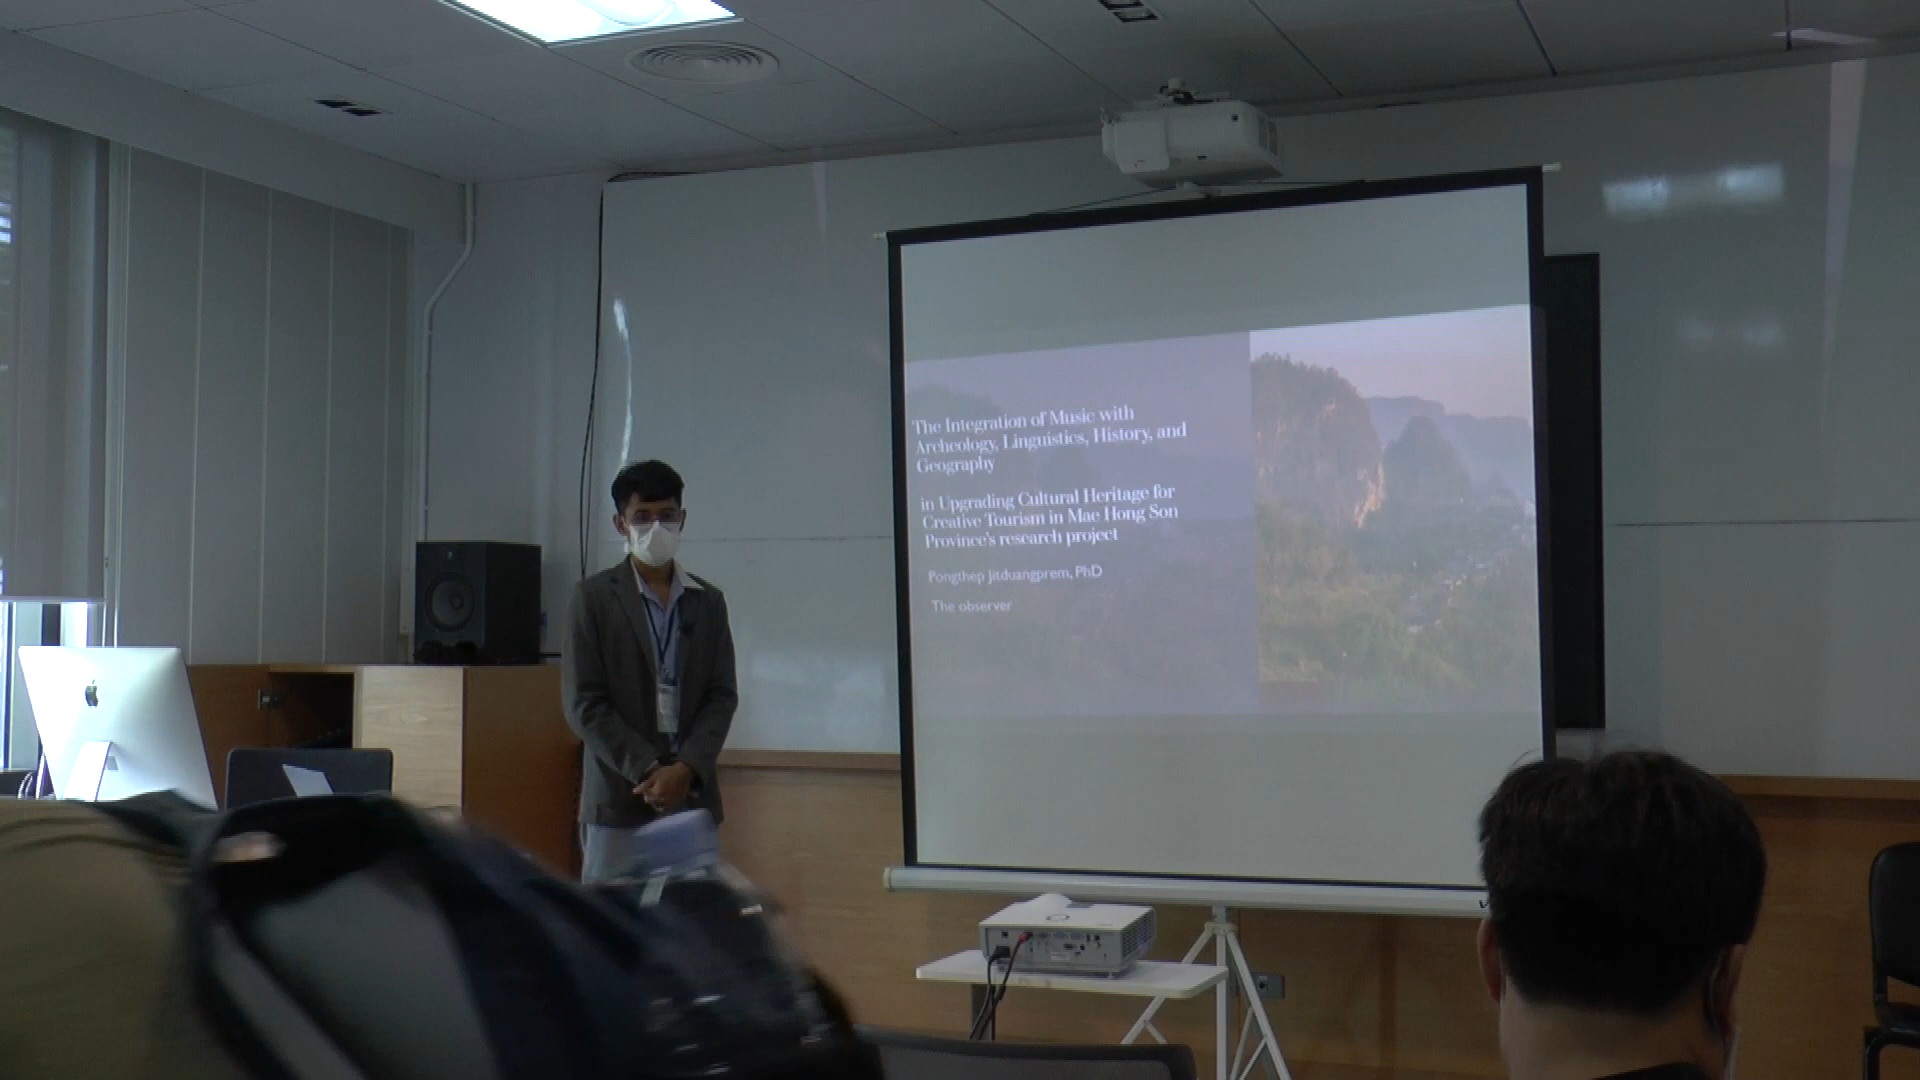 The Integration of Music with
Archeology, Linguistics, History, and
Geography
in Upgrading Cultural Heritage for
Creative Tourism in Mae Hong Son
Province's research project
Pongthep Jitduangprem, PhD
The observer